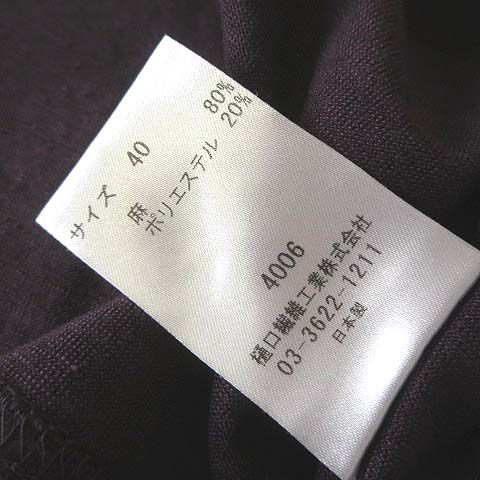 サイズ 40
麻 80%
ポリエステル 20%
4006
樋口繊維工業株式会社
03-3622-1211
日本製